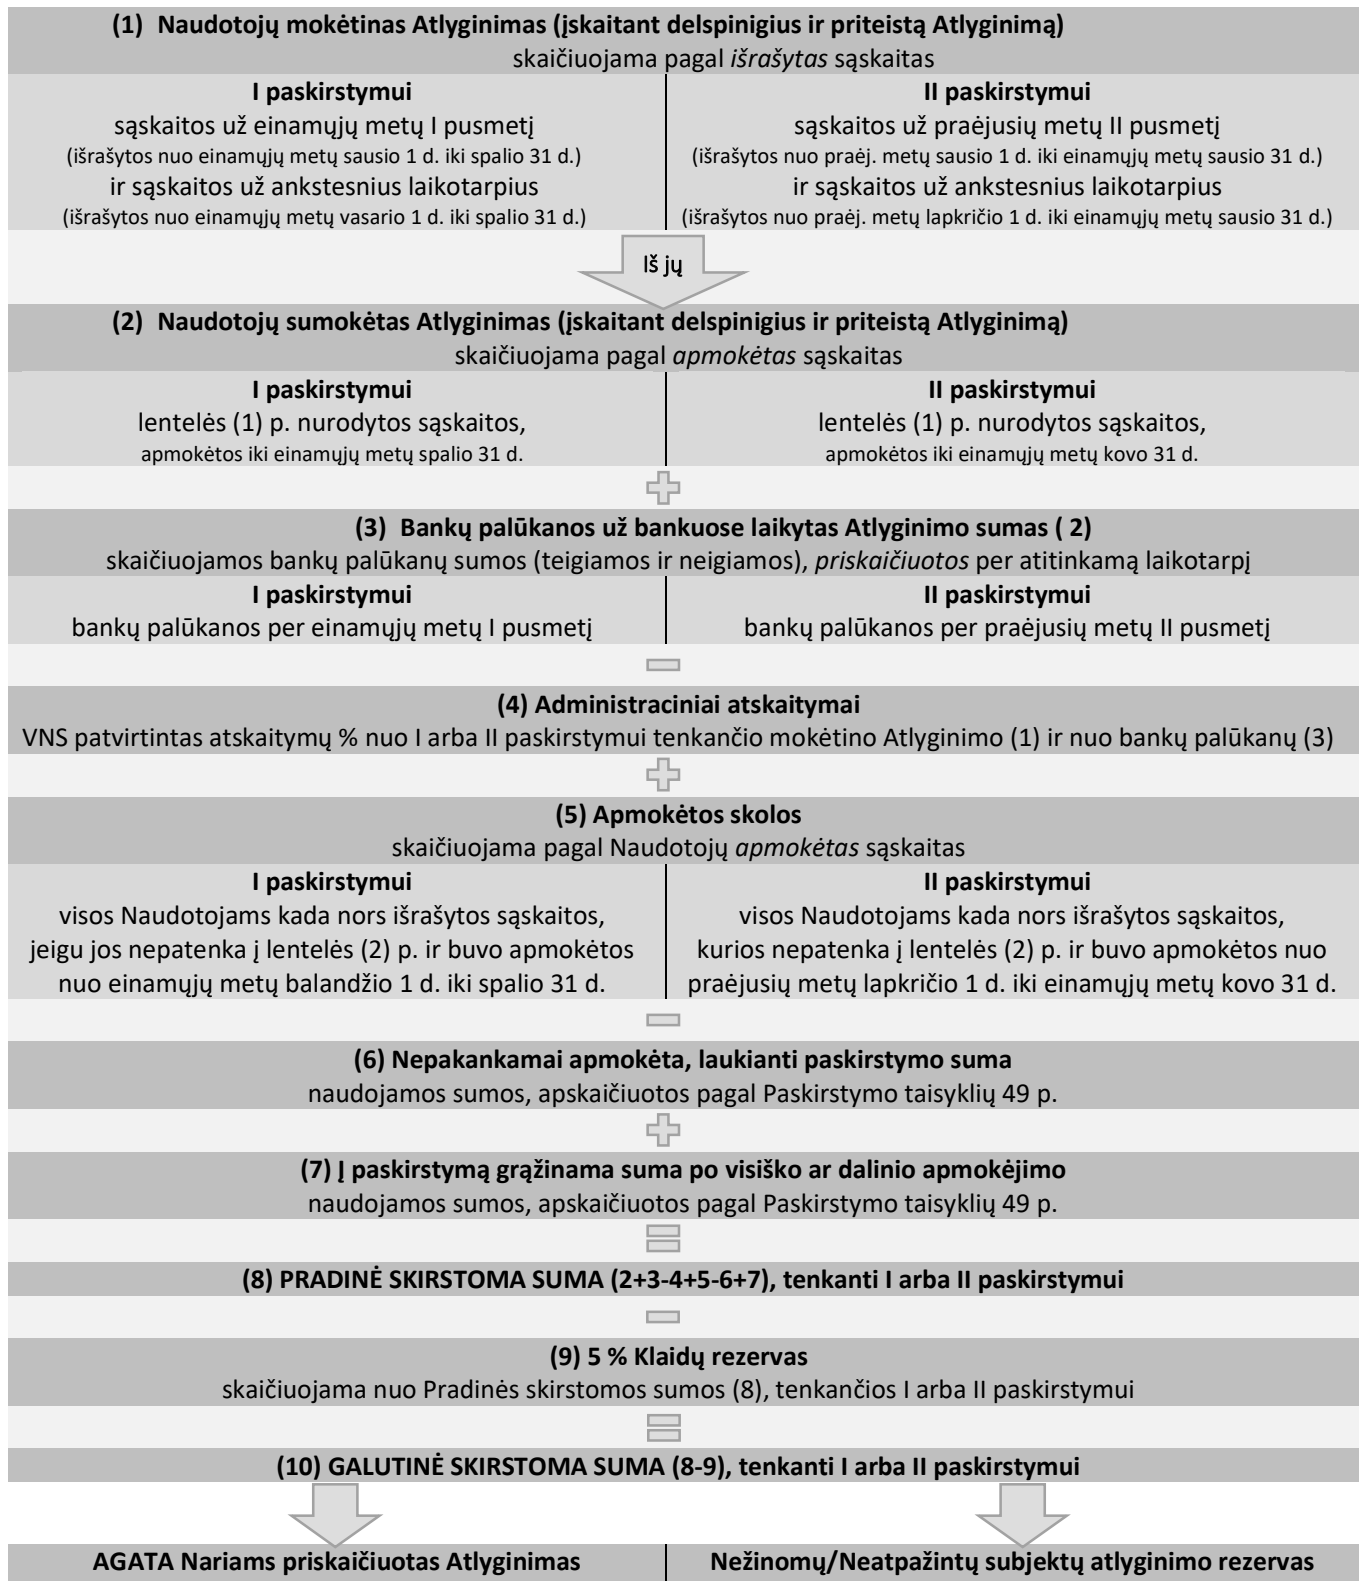 (1) Naudotojų mokėtinas Atlyginimas (įskaitant delspinigius ir priteistą Atlyginimą)
skaičiuojama pagal išrašytas sąskaitas
I paskirstymui
sąskaitos už einamųjų metų I pusmetį
(išrašytos nuo einamųjų metų sausio 1 d. iki spalio 31 d.)
ir sąskaitos už ankstesnius laikotarpius
(išrašytos nuo einamųjų metų vasario 1 d. iki spalio 31 d.)
II paskirstymui
sąskaitos už praėjusių metų II pusmetį
(išrašytos nuo praėj. metų sausio 1 d. iki einamųjų metų sausio 31 d.)
ir sąskaitos už ankstesnius laikotarpius
(išrašytos nuo praėj. metų lapkričio 1 d. iki einamųjų metų sausio 31 d.)
Iš jų
(2) Naudotojų sumokėtas Atlyginimas (įskaitant delspinigius ir priteistą Atlyginimą)
skaičiuojama pagal apmokėtas sąskaitas
I paskirstymui
lentelės (1) p. nurodytos sąskaitos,
apmokėtos iki einamųjų metų spalio 31 d.
II paskirstymui
lentelės (1) p. nurodytos sąskaitos,
apmokėtos iki einamųjų metų kovo 31 d.
(3) Bankų palūkanos už bankuose laikytas Atlyginimo sumas ( 2)
skaičiuojamos bankų palūkanų sumos (teigiamos ir neigiamos), priskaičiuotos per atitinkamą laikotarpį
I paskirstymui
bankų palūkanos per einamųjų metų I pusmetį
II paskirstymui
bankų palūkanos per praėjusių metų II pusmetį
(4) Administraciniai atskaitymai
VNS patvirtintas atskaitymų % nuo I arba II paskirstymui tenkančio mokėtino Atlyginimo (1) ir nuo bankų palūkanų (3)
(5) Apmokėtos skolos
skaičiuojama pagal Naudotojų apmokėtas sąskaitas
I paskirstymui
visos Naudotojams kada nors išrašytos sąskaitos,
jeigu jos nepatenka į lentelės (2) p. ir buvo apmokėtos
nuo einamųjų metų balandžio 1 d. iki spalio 31 d.
II paskirstymui
visos Naudotojams kada nors išrašytos sąskaitos,
kurios nepatenka į lentelės (2) p. ir buvo apmokėtos nuo
praėjusių metų lapkričio 1 d. iki einamųjų metų kovo 31 d.
(6) Nepakankamai apmokėta, laukianti paskirstymo suma
naudojamos sumos, apskaičiuotos pagal Paskirstymo taisyklių 49 p.
(7) Į paskirstymą grąžinama suma po visiško ar dalinio apmokėjimo
naudojamos sumos, apskaičiuotos pagal Paskirstymo taisyklių 49 p.
(8) PRADINĖ SKIRSTOMA SUMA (2+3-4+5-6+7), tenkanti I arba II paskirstymui
(9) 5 % Klaidų rezervas
skaičiuojama nuo Pradinės skirstomos sumos (8), tenkančios I arba II paskirstymui
(10) GALUTINĖ SKIRSTOMA SUMA (8-9), tenkanti I arba II paskirstymui
AGATA Nariams priskaičiuotas Atlyginimas
Nežinomų/Neatpažintų subjektų atlyginimo rezervas